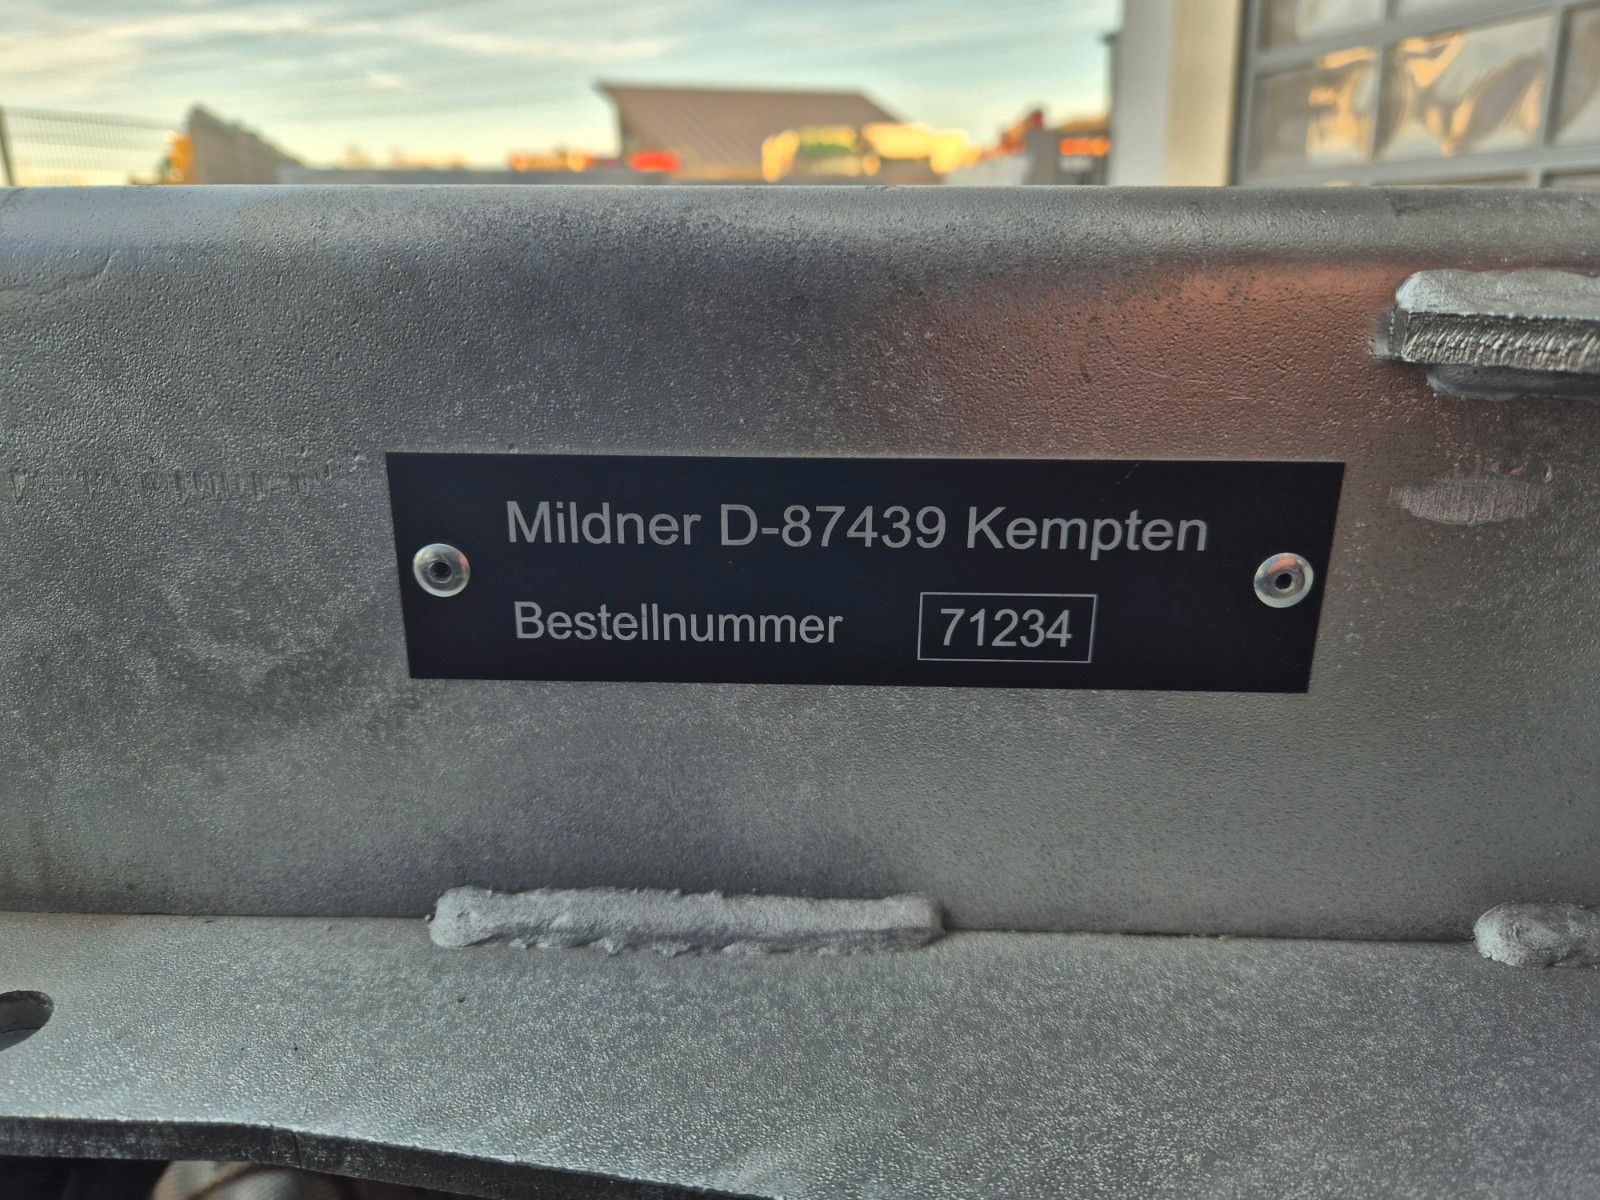 Mildner D-87439 Kempten
Bestellnummer 71234